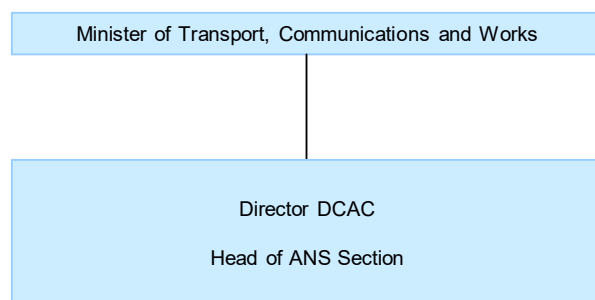 Minister of Transport, Communications and Works
Director DCAC
Head of ANS Section